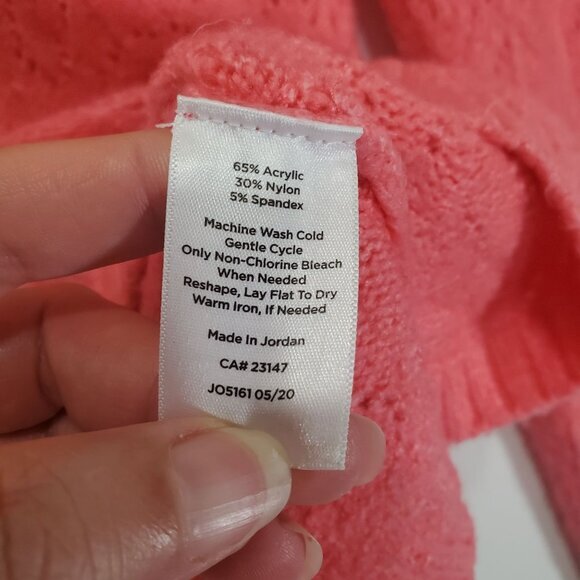 65% Acrylic
30% Nylon
5% Spandex
Machine Wash Cold
Gentle Cycle
Only Non-Chlorine Bleach
When Needed
Reshape, Lay Flat To Dry
Warm Iron, If Needed
Made In Jordan
CA# 23147
JO5161 05/20